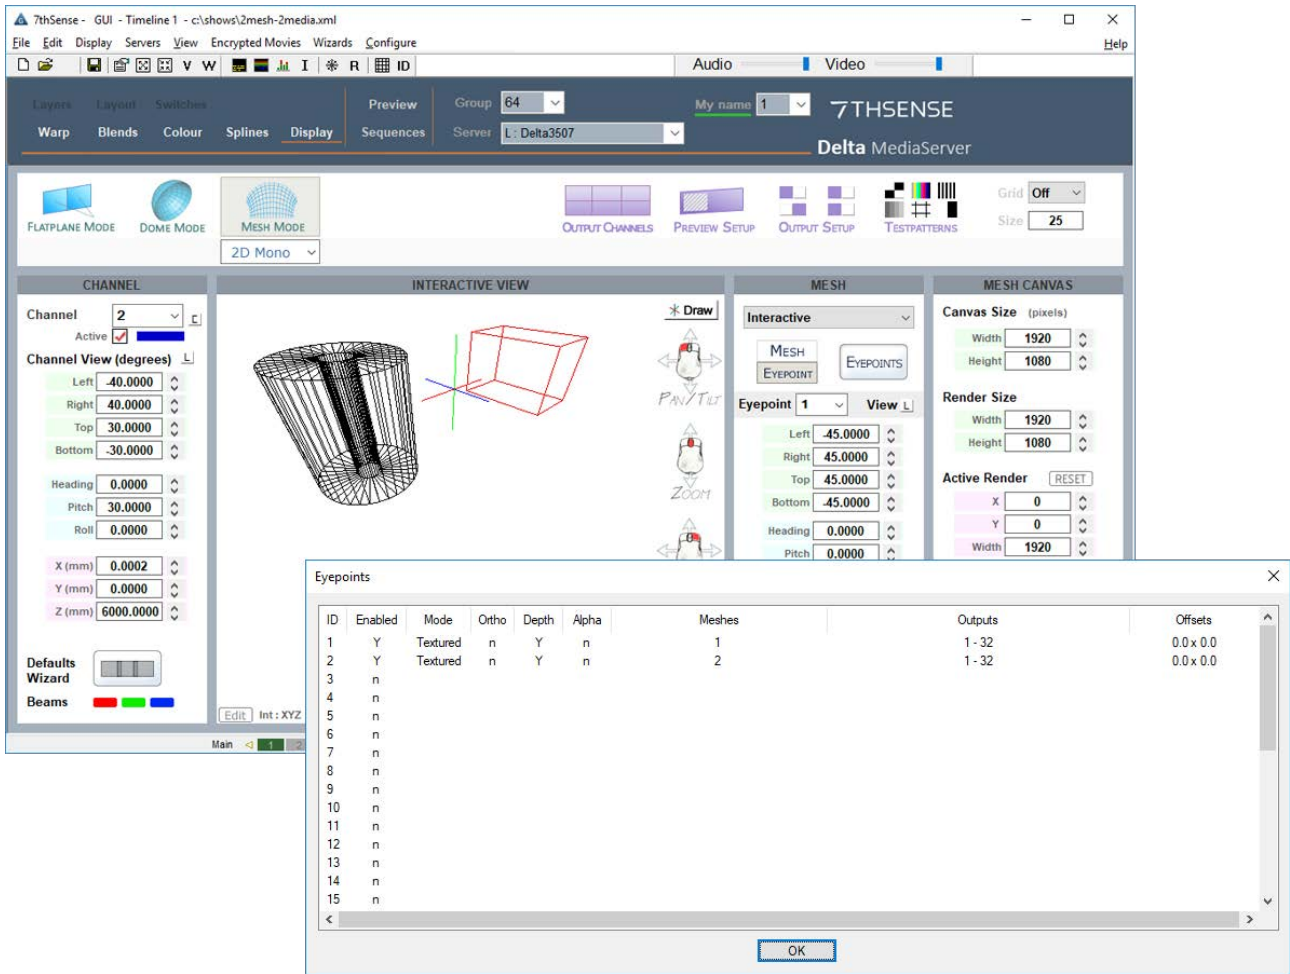 7thSense - GUI - Timeline 1 - c:\shows\2mesh-2media.xml
File Edit Display Servers View Encrypted Movies Wizards Configure Help
V W I R ID Audio Video
Layers Layout Switches Preview Group 64 My name 1 7THSENSE
Warp Blends Colour Splines Display Sequences Server L : Delta3507
Delta MediaServer
FLATPLANE MODE DOME MODE MESH MODE OUTPUT CHANNELS PREVIEW SETUP OUTPUT SETUP TESTPATTERNS
Grid Off
Size 25
2D Mono
CHANNEL
Channel 2 C
Active
Channel View (degrees) L
Left -40.0000
Right 40.0000
Top 30.0000
Bottom -30.0000
Heading 0.0000
Pitch 30.0000
Roll 0.0000
X (mm) 0.0002
Y (mm) 0.0000
Z (mm) 6000.0000
Defaults
Wizard
Beams
INTERACTIVE VIEW
Draw
PAN/TILT
ZOOM
Edit Int : XYZ
MESH
Interactive
MESH
EYEPOINT
EYEPOINTS
Eyepoint 1 View L
Left -45.0000
Right 45.0000
Top 45.0000
Bottom -45.0000
Heading 0.0000
Pitch 0.0000
MESH CANVAS
Canvas Size (pixels)
Width 1920
Height 1080
Render Size
Width 1920
Height 1080
Active Render RESET
X 0
Y 0
Width 1920
Main 1 2
Eyepoints
ID Enabled Mode Ortho Depth Alpha Meshes Outputs Offsets
1 Y Textured n Y n 1 1 - 32 0.0 x 0.0
2 Y Textured n Y n 2 1 - 32 0.0 x 0.0
3 n
4 n
5 n
6 n
7 n
8 n
9 n
10 n
11 n
12 n
13 n
14 n
15 n
OK